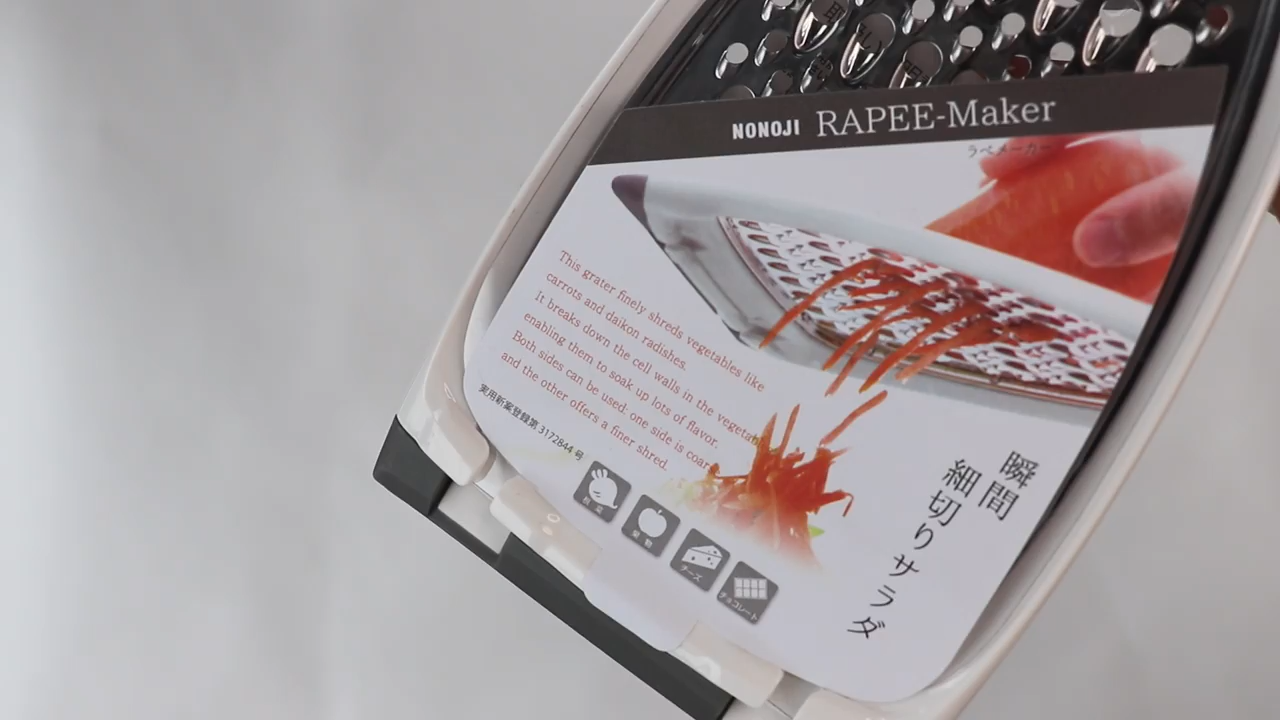 NONOJI RAPEE-Maker
ラペメーカー
This grater finely shreds vegetables like
carrots and daikon radishes.
It breaks down the cell walls in the vegetab
enabling them to soak up lots of flavor.
Both sides can be used: one side is coars
and the other offers a finer shred.
実用新案登録第 3172844 号
野菜
果物
チーズ
チョコレート
瞬間
細切りサラダ